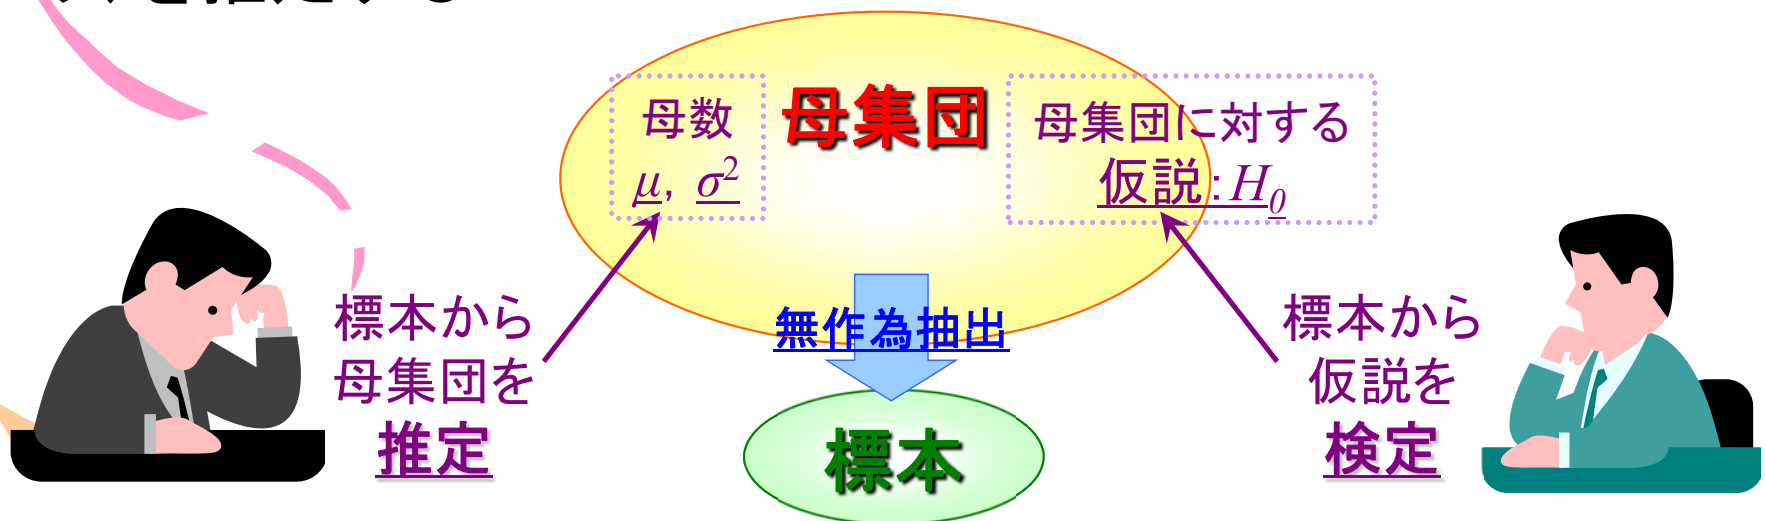 母数
μ, σ²
母集団
母集団に対する
仮説:H₀
標本から
母集団を
推定
無作為抽出
標本
標本から
仮説を
検定